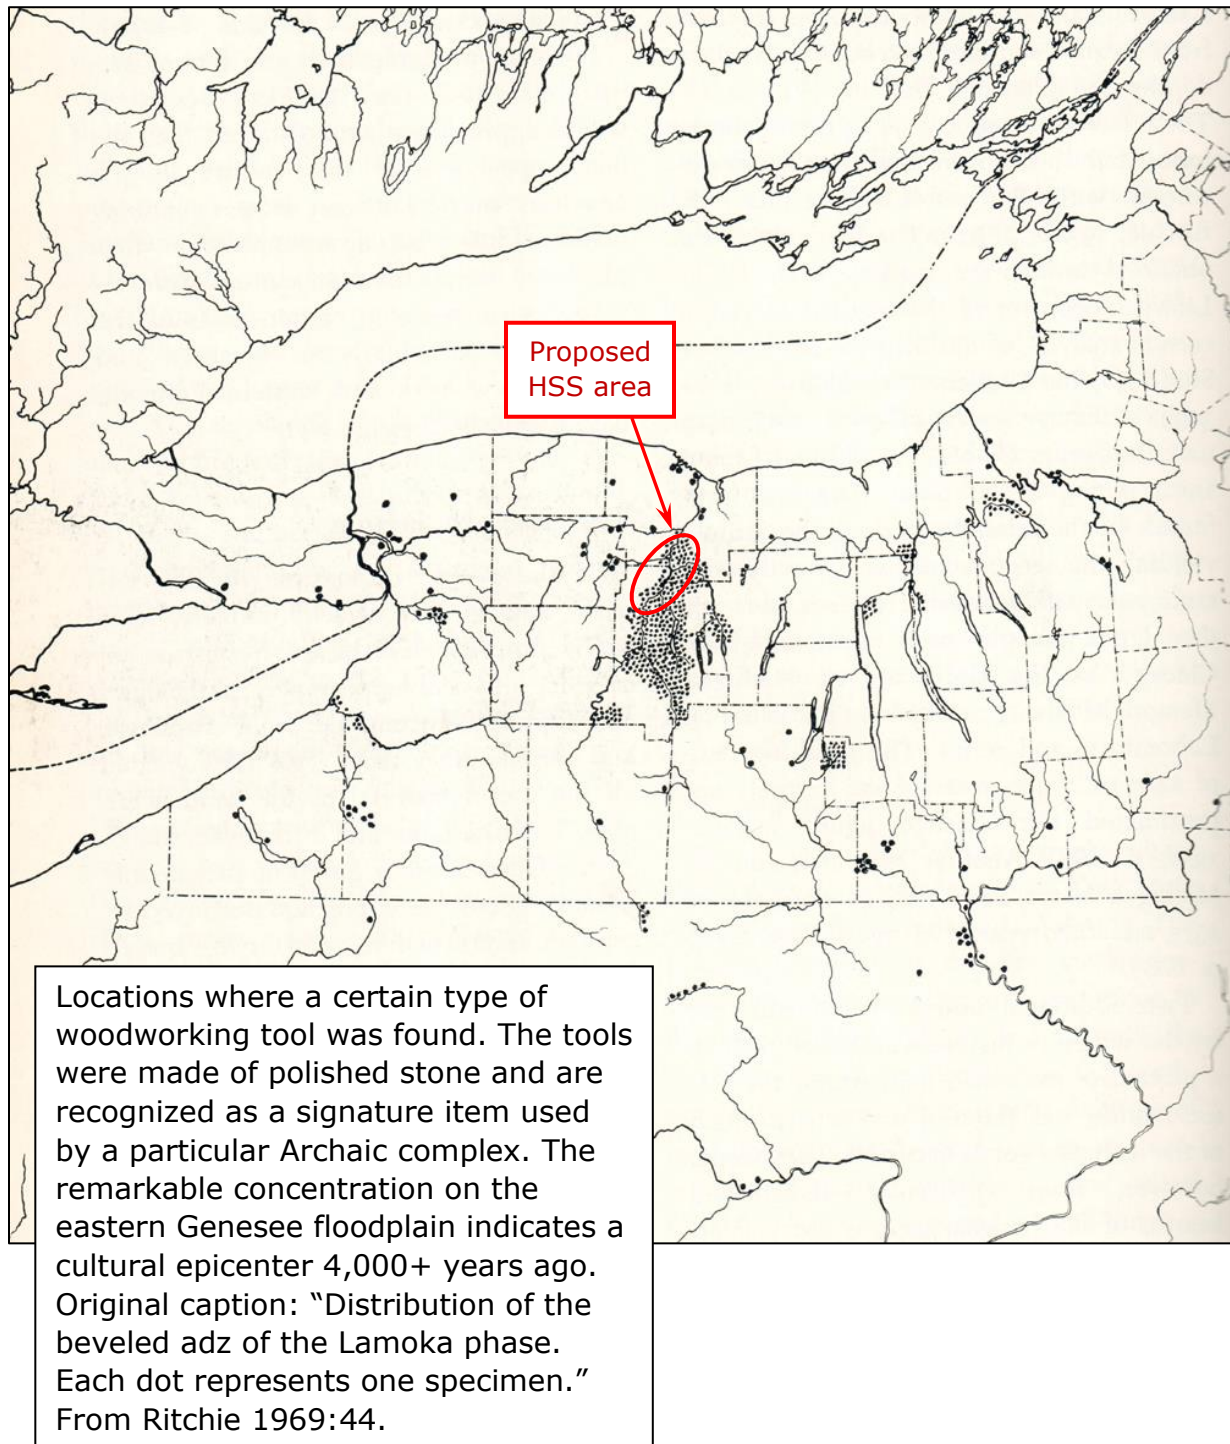 Proposed
HSS area
Locations where a certain type of
woodworking tool was found. The tools
were made of polished stone and are
recognized as a signature item used
by a particular Archaic complex. The
remarkable concentration on the
eastern Genesee floodplain indicates a
cultural epicenter 4,000+ years ago.
Original caption: “Distribution of the
beveled adz of the Lamoka phase.
Each dot represents one specimen.”
From Ritchie 1969:44.